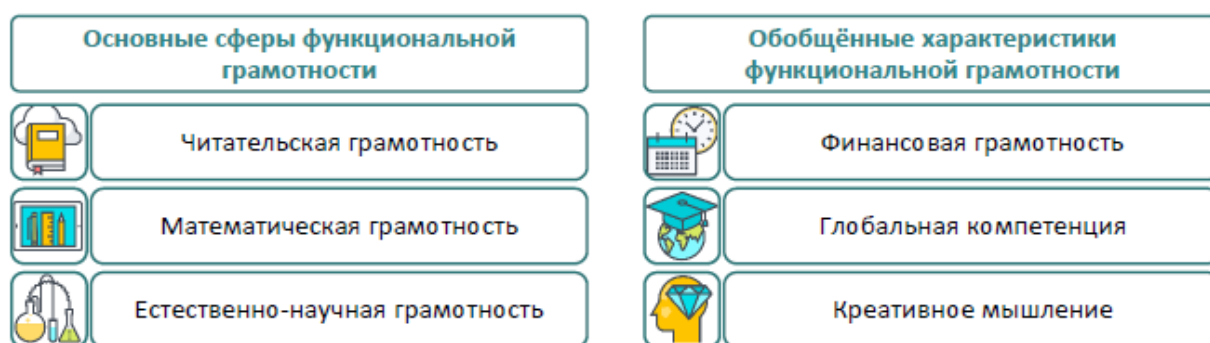 Основные сферы функциональной
грамотности
Читательская грамотность
Математическая грамотность
Естественно-научная грамотность
Обобщённые характеристики
функциональной грамотности
Финансовая грамотность
Глобальная компетенция
Креативное мышление